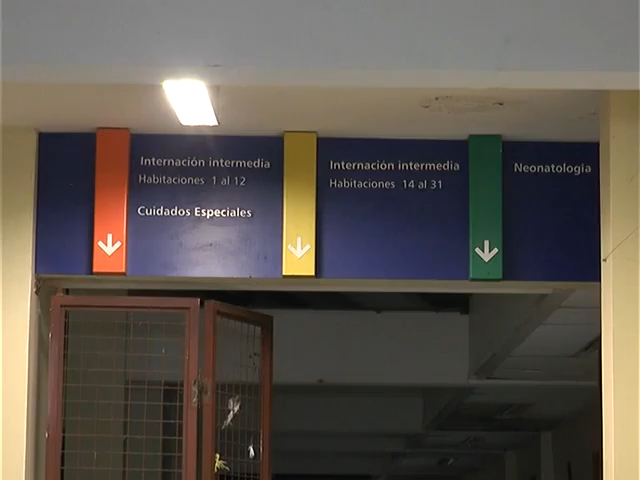 Internación intermedia
Habitaciones 1 al 12
Cuidados Especiales
Internación intermedia
Habitaciones 14 al 31
Neonatologia